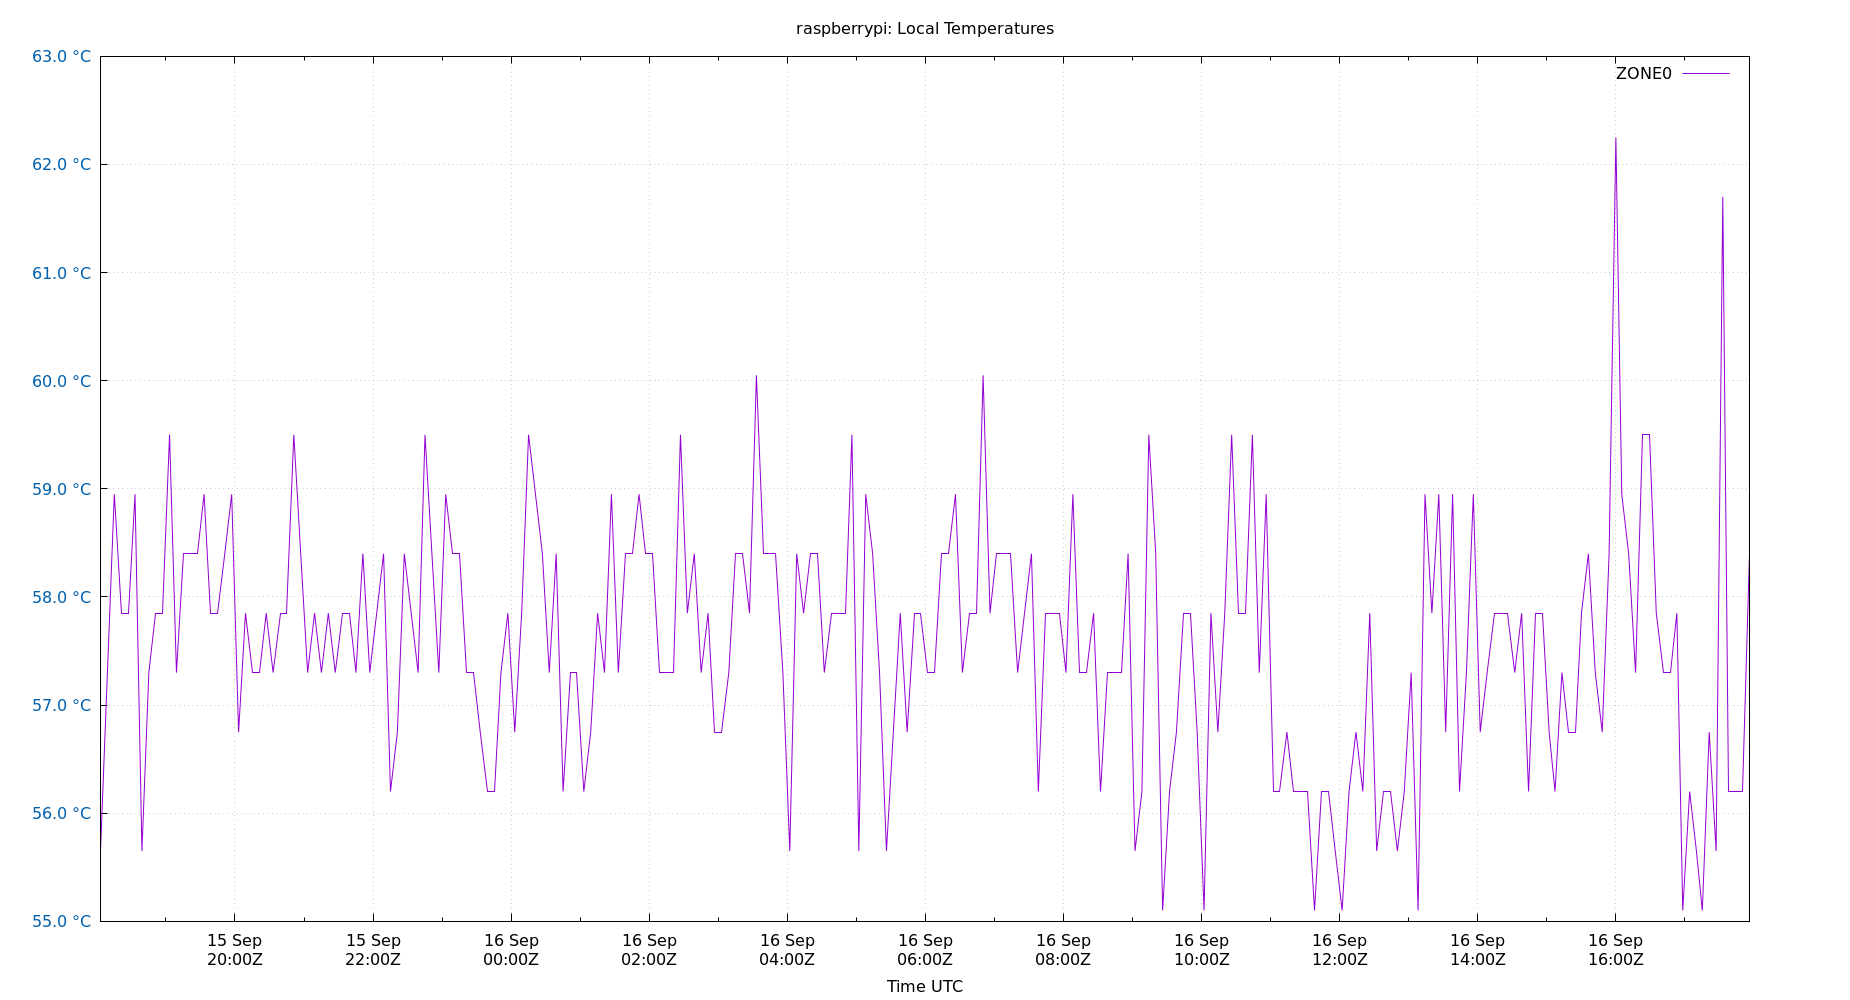 raspberrypi: Local Temperatures
63.0 °C
ZONE0
62.0 °C
61.0 °C
60.0 °C
59.0 °C
58.0 °C
57.0 °C
56.0 °C
55.0 °C
15 Sep 15 Sep 16 Sep 16 Sep 16 Sep 16 Sep 16 Sep 16 Sep 16 Sep 16 Sep 16 Sep
20:00Z 22:00Z 00:00Z 02:00Z 04:00Z 06:00Z 08:00Z 10:00Z 12:00Z 14:00Z 16:00Z
Time UTC